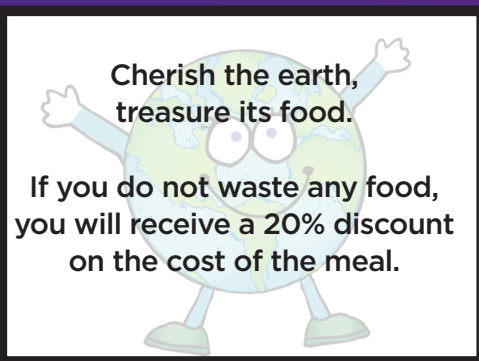 Cherish the earth,
treasure its food.
If you do not waste any food,
you will receive a 20% discount
on the cost of the meal.